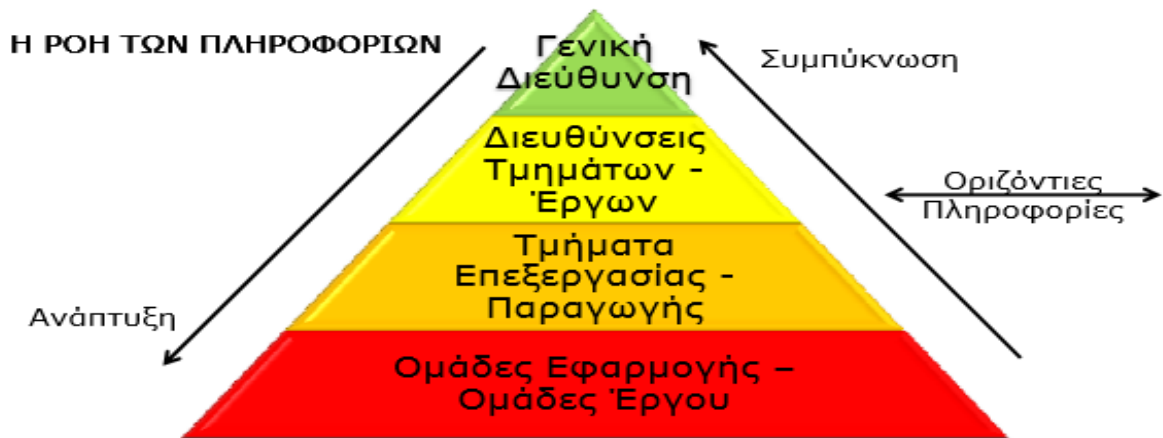 Η ΡΟΗ ΤΩΝ ΠΛΗΡΟΦΟΡΙΩΝ
Γενική
Διεύθυνση
Συμπύκνωση
Διευθύνσεις
Τμημάτων -
Έργων
Οριζόντιες
Πληροφορίες
Τμήματα
Επεξεργασίας -
Παραγωγής
Ανάπτυξη
Ομάδες Εφαρμογής –
Ομάδες Έργου